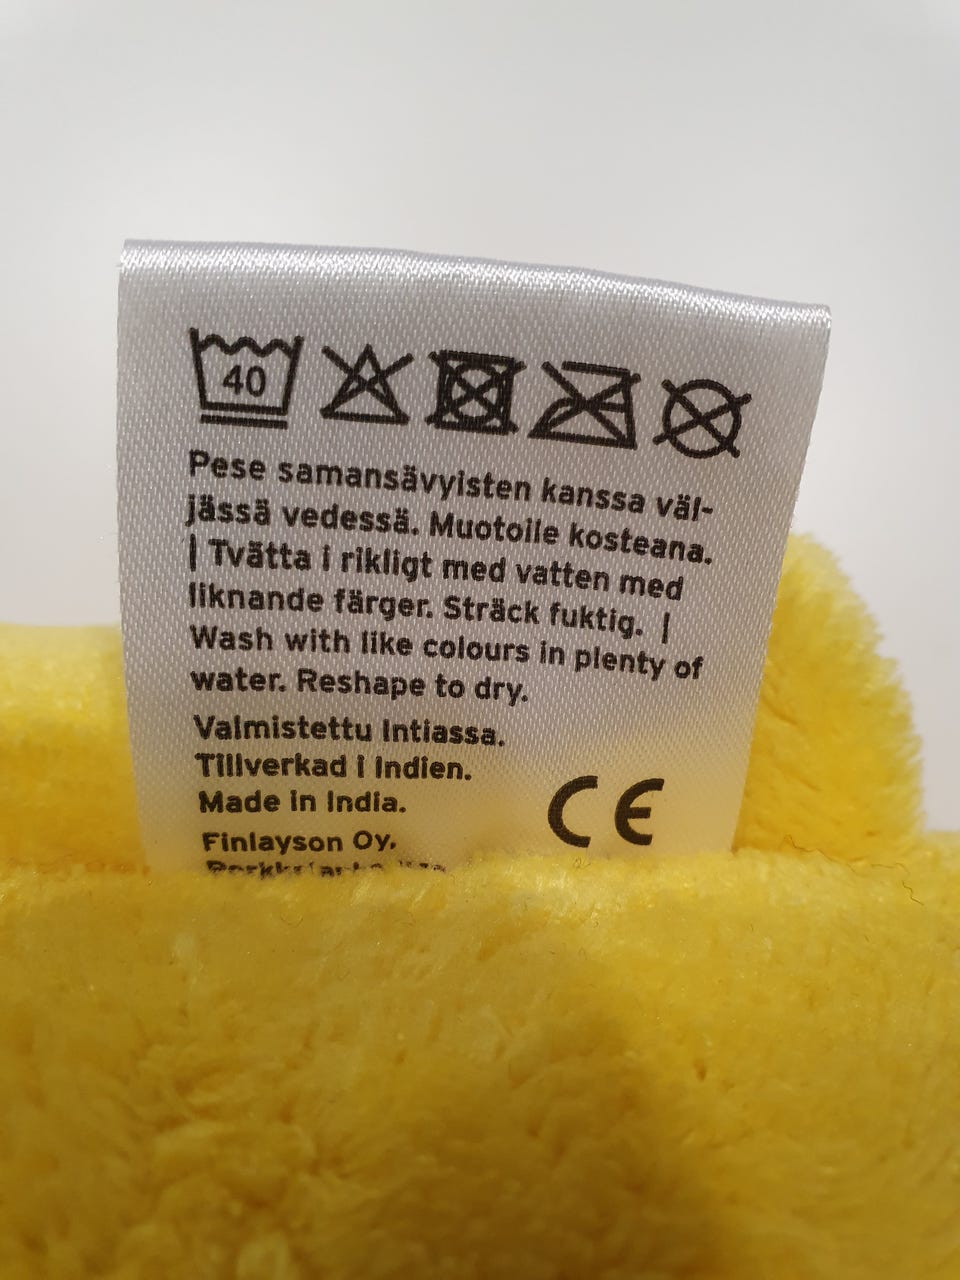 40
Pese samansävyisten kanssa väl-
jässä vedessä. Muotoile kosteana.
| Tvätta i rikligt med vatten med
liknande färger. Sträck fuktig. |
Wash with like colours in plenty of
water. Reshape to dry.
Valmistettu Intiassa.
Tillverkad i Indien.
Made in India.
Finlayson Oy.
CE